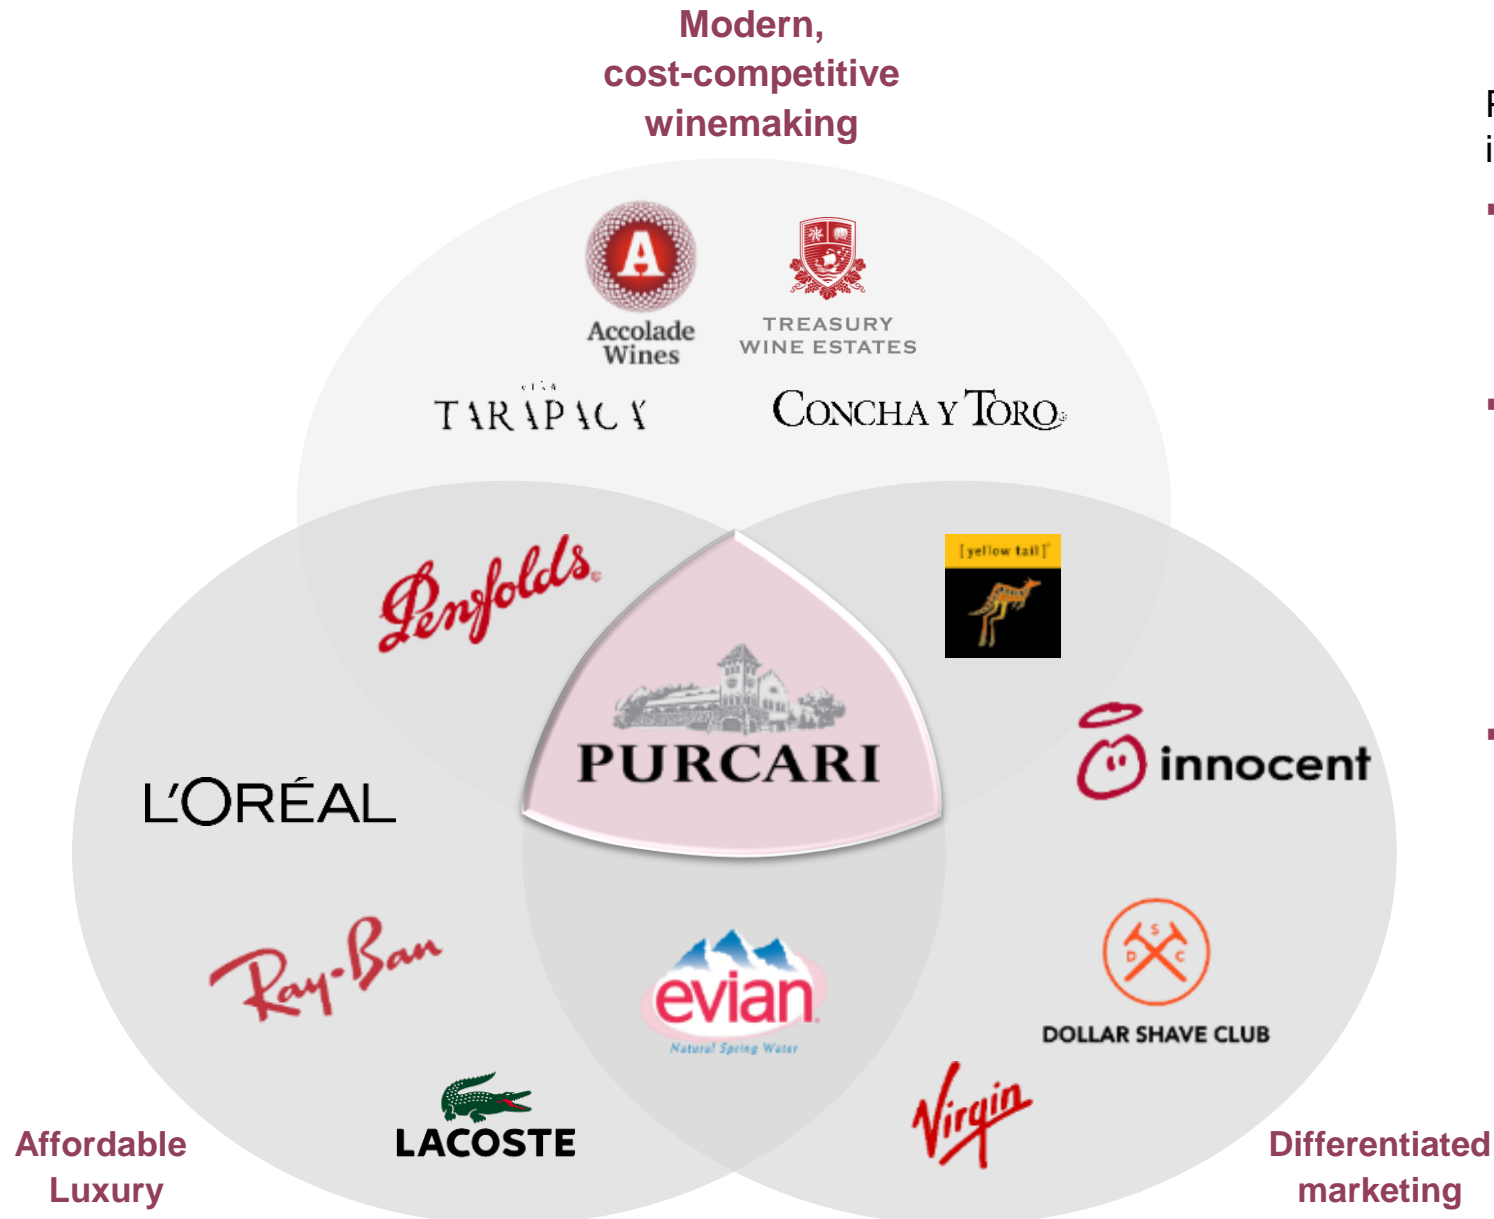 Modern,
cost-competitive
winemaking
A
Accolade
Wines
TREASURY
WINE ESTATES
TARAPACA
CONCHA Y TORO
Penfolds
[yellow tail]
PURCARI
innocent
L'ORÉAL
Ray-Ban
evian
Natural Spring Water
S
D C
DOLLAR SHAVE CLUB
Virgin
LACOSTE
Affordable
Luxury
Differentiated
marketing